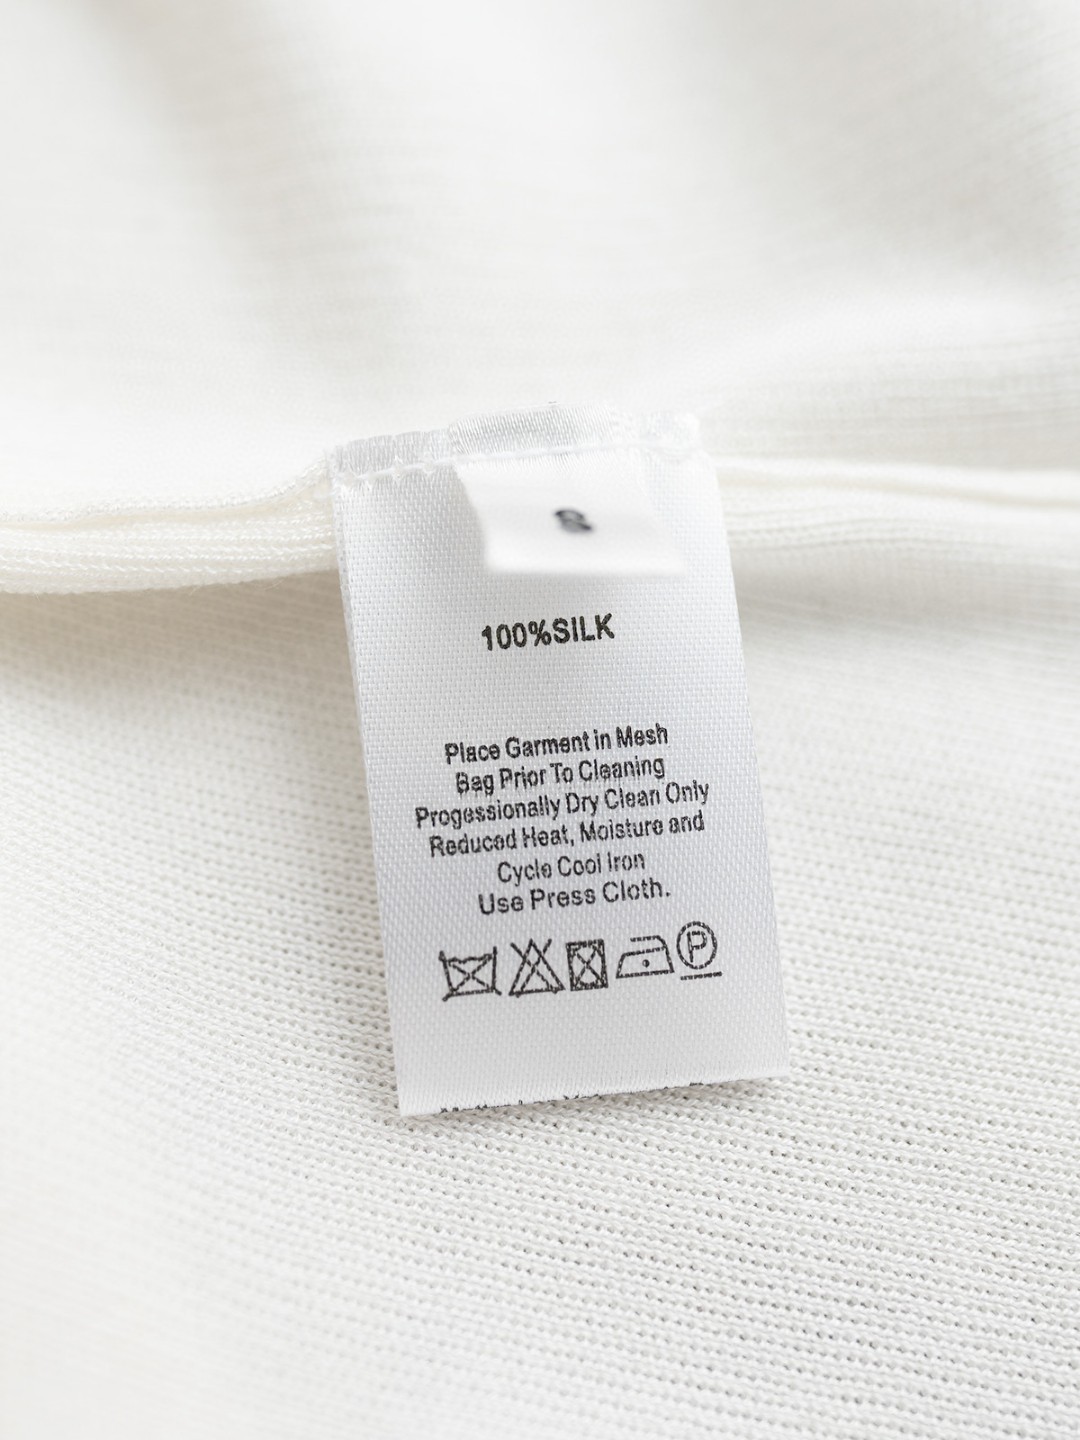 100%SILK
Place Garment in Mesh
Bag Prior To Cleaning
Progessionally Dry Clean Only
Reduced Heat, Moisture and
Cycle Cool Iron
Use Press Cloth.
P